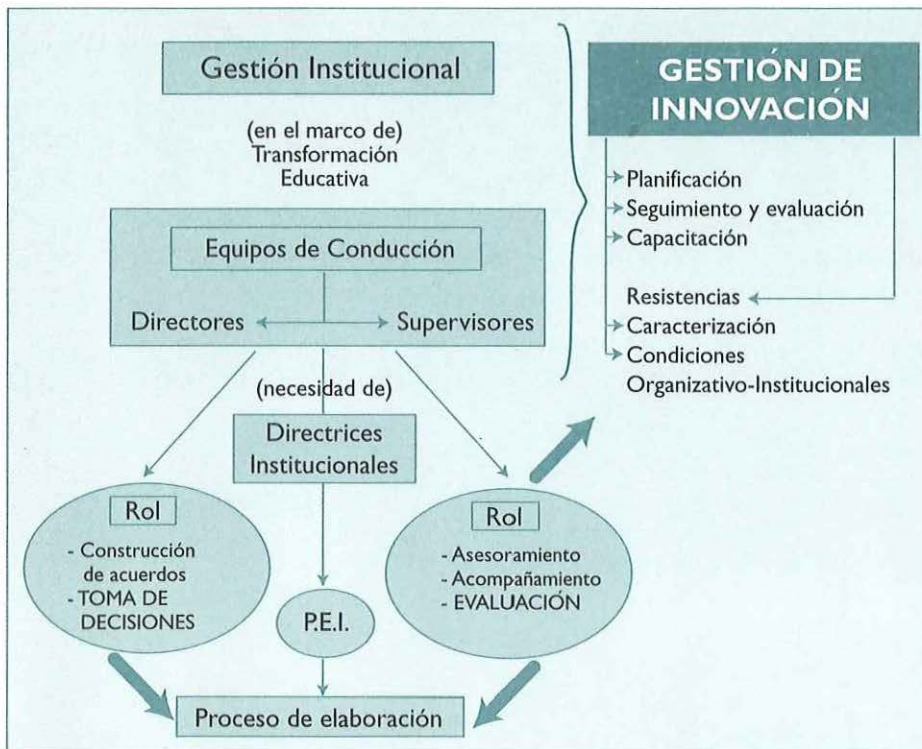 Gestión Institucional
(en el marco de)
Transformación
Educativa
Equipos de Conducción
Directores
Supervisores
(necesidad de)
Directrices
Institucionales
Rol
- Construcción
de acuerdos
- TOMA DE
DECISIONES
P.E.I.
Rol
- Asesoramiento
- Acompañamiento
- EVALUACIÓN
Proceso de elaboración
GESTIÓN DE
INNOVACIÓN
Planificación
Seguimiento y evaluación
Capacitación
Resistencias
Caracterización
Condiciones
Organizativo-Institucionales